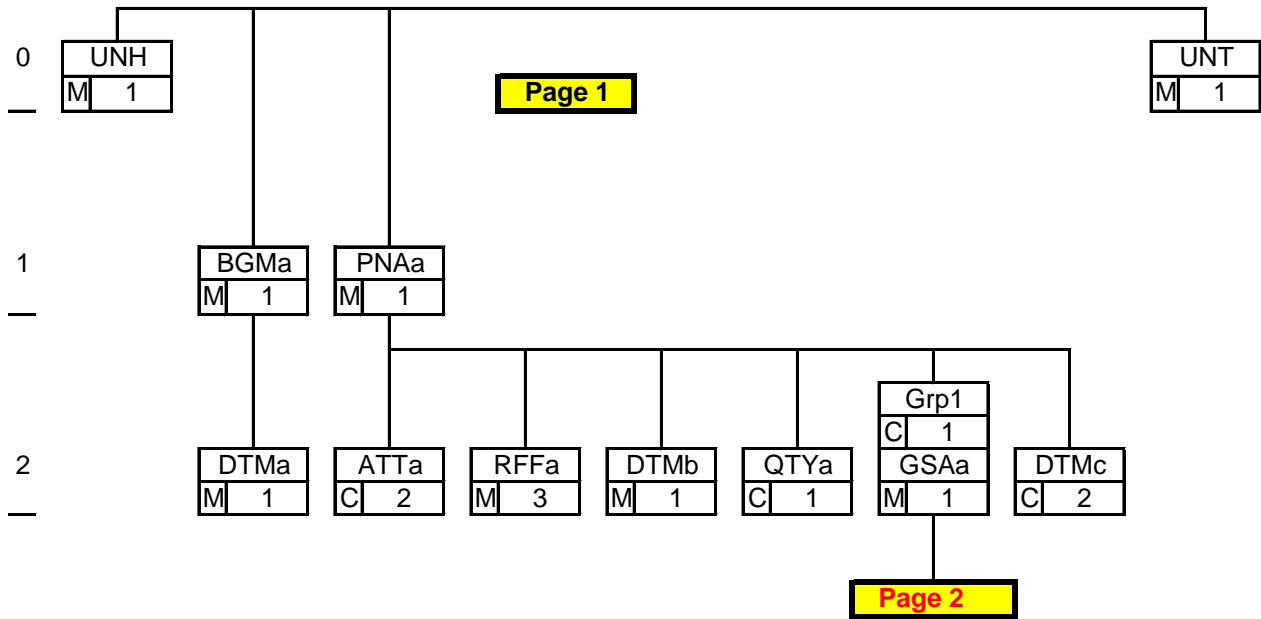 0 UNH UNT
M 1 Page 1 M 1
1 BGMa PNAa
M 1 M 1
Grp1
C 1
2 DTMa ATTa RFFa DTMb QTYa GSAa DTMc
M 1 C 2 M 3 M 1 C 1 M 1 C 2
Page 2